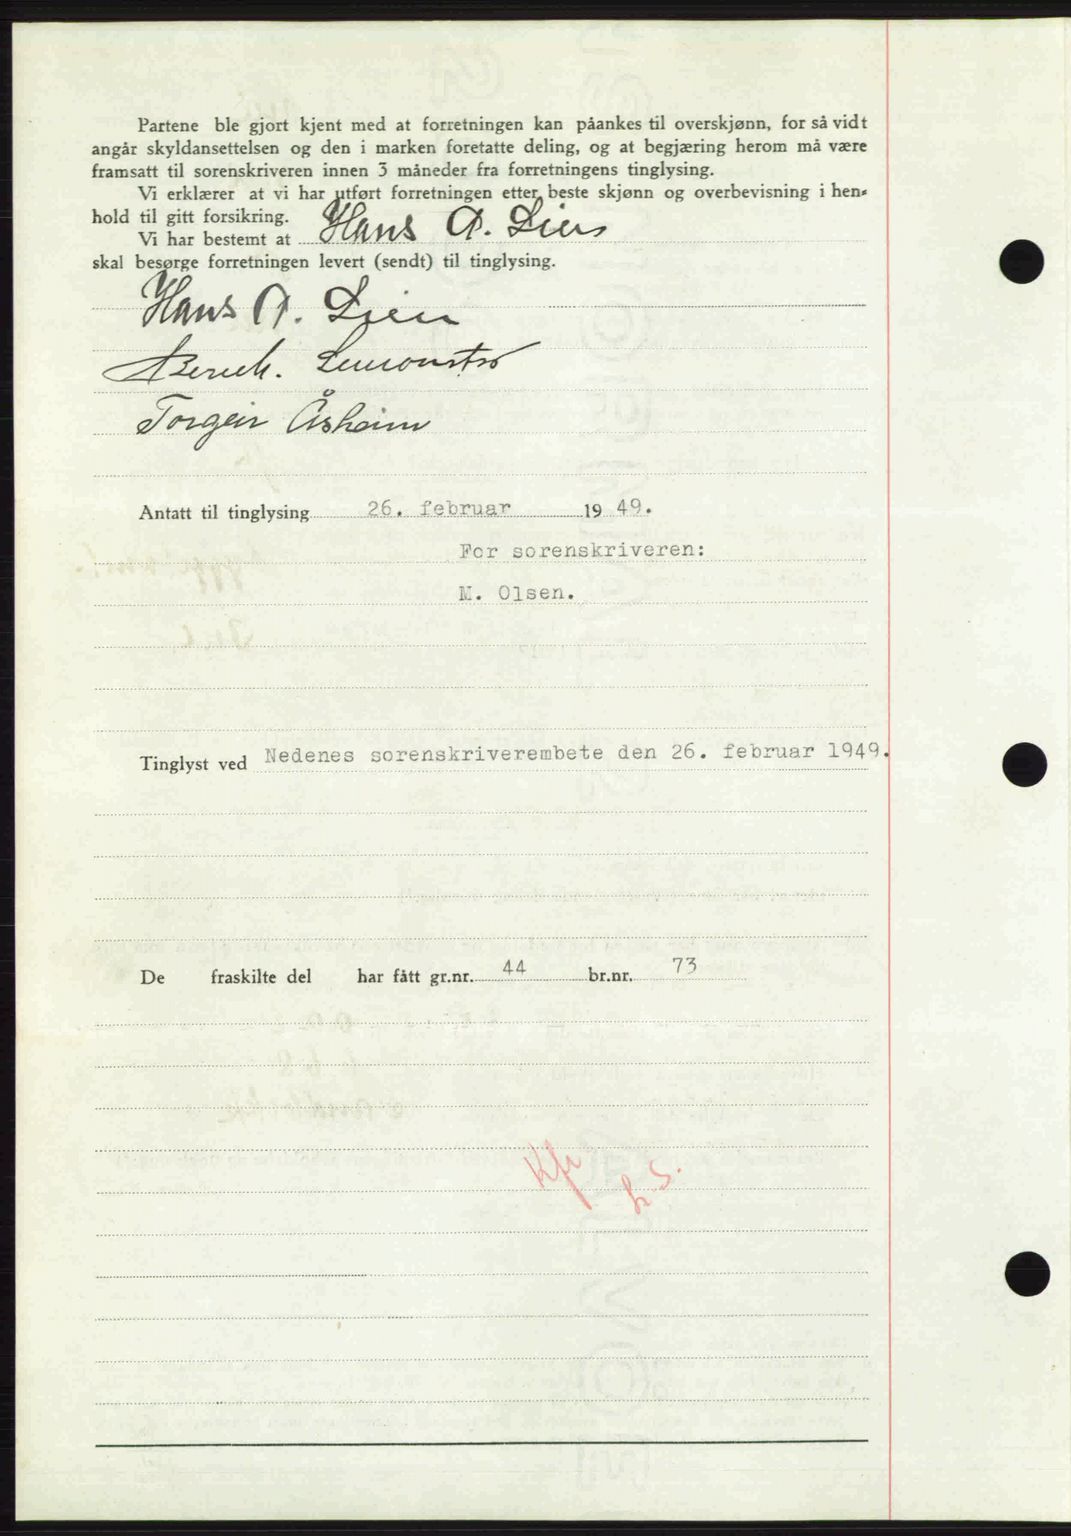 Partene ble gjort kjent med at forretningen kan påankes til overskjønn, for så vidt
angår skyldansettelsen og den i marken foretatte deling, og at begjæring herom må være
framsatt til sorenskriveren innen 3 måneder fra forretningens tinglysing.
Vi erklærer at vi har utført forretningen etter beste skjønn og overbevisning i hen-
hold til gitt forsikring.
Vi har bestemt at Hans A. Lien
skal besørge forretningen levert (sendt) til tinglysing.
Hans A. Lien
Torgeir Åsheim
Antatt til tinglysing 26. februar 19 49.
For sorenskriveren:
M. Olsen.
Tinglyst ved Nedenes sorenskriverembete den 26. februar 1949.
De fraskilte del har fått gr.nr. 44 br.nr. 73